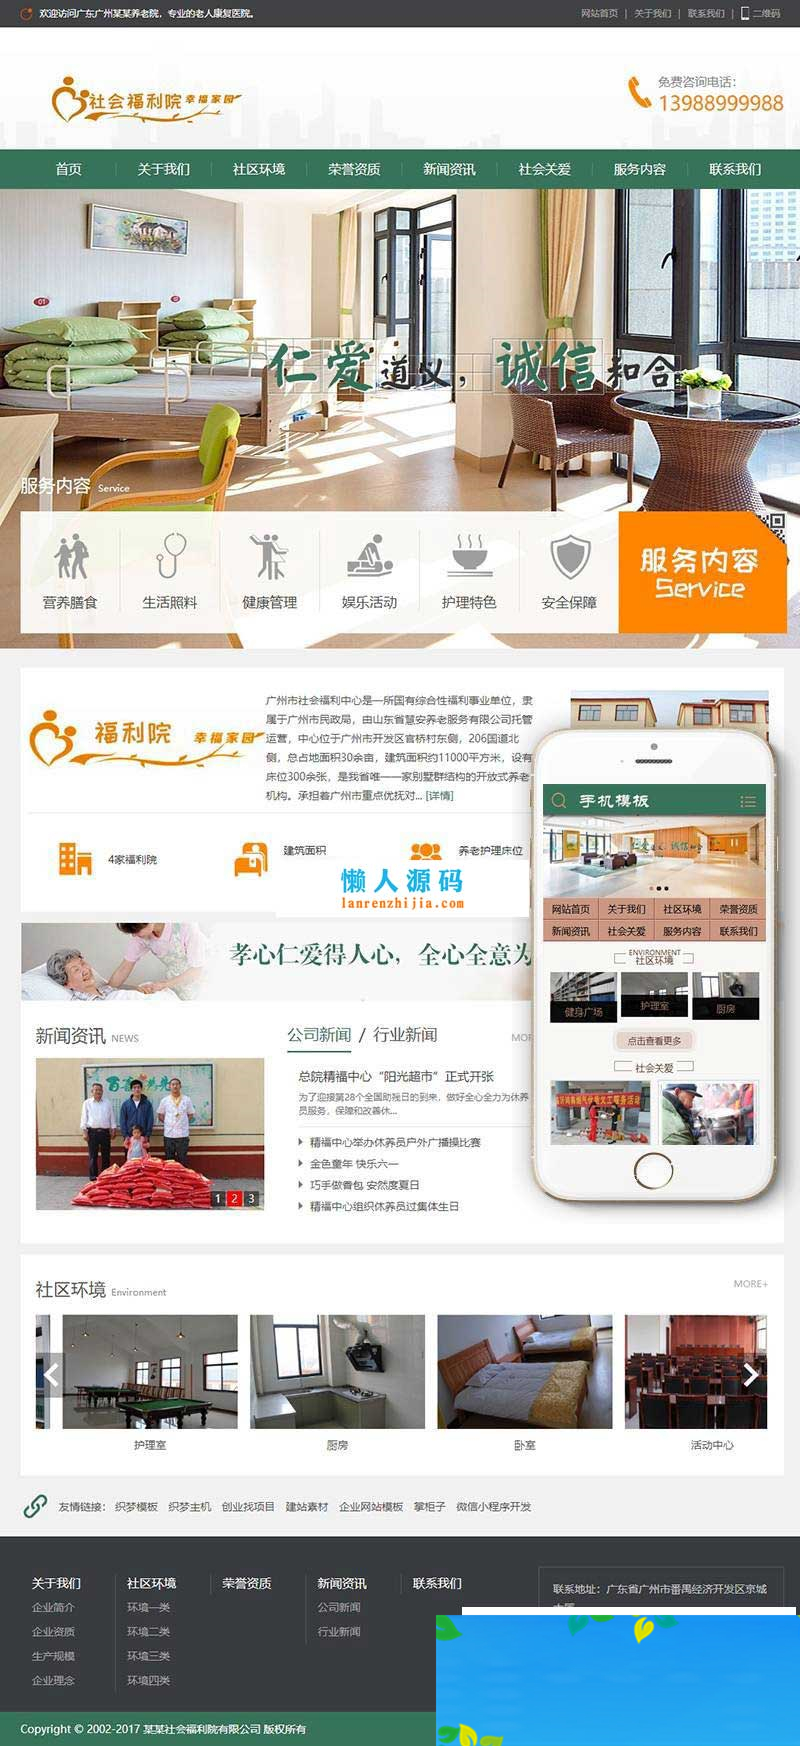 欢迎访问广东广州某某养老院，专业的老人康复医院。
网站首页 | 关于我们 | 联系我们 | 二维码
社会福利院 幸福家园
免费咨询电话：
13988999988
首页 关于我们 社区环境 荣誉资质 新闻资讯 社会关爱 服务内容 联系我们
仁爱道义，诚信和合
服务内容 Service
营养膳食 生活照料 健康管理 娱乐活动 护理特色 安全保障
服务内容
Service
福利院 幸福家园
广州市社会福利中心是一所国有综合性福利事业单位，隶
属于广州市民政局，由山东省慧安养老服务有限公司托管
运营，中心位于广州市开发区官桥村东侧，206国道北
侧，总占地面积30余亩，建筑面积约11000平方米，设有
床位300余张，是我省唯一一家别墅群结构的开放式养老
机构。承担着广州市重点优抚对... [详情]
4家福利院 建筑面积 养老护理床位
懒人源码
lanrenzhijia.com
孝心仁爱得人心，全心全意为
新闻资讯 NEWS
1 2 3
公司新闻 / 行业新闻
MOR
总院精福中心“阳光超市”正式开张
为了迎接第28个全国助残日的到来，做好全心全力为休养
员服务，保障和改善休...
精福中心举办休养员户外广播操比赛
金色童年 快乐六一
巧手做香包 安然度夏日
精福中心组织休养员过集体生日
手机模板
仁爱道义，诚信和合
网站首页 关于我们 社区环境 荣誉资质
新闻资讯 社会关爱 服务内容 联系我们
ENVIRONMENT
社区环境
健身广场 护理室 厨房
点击查看更多
社会关爱
社区环境 Environment
MORE+
护理室 厨房 卧室 活动中心
友情链接： 织梦模板 织梦主机 创业找项目 建站素材 企业网站模板 掌柜子 微信小程序开发
关于我们 社区环境 荣誉资质 新闻资讯 联系我们
企业简介 环境一类 公司新闻
企业资质 环境二类 行业新闻
生产规模 环境三类
企业理念 环境四类
联系地址：广东省广州市番禺经济开发区京城
Copyright © 2002-2017 某某社会福利院有限公司 版权所有